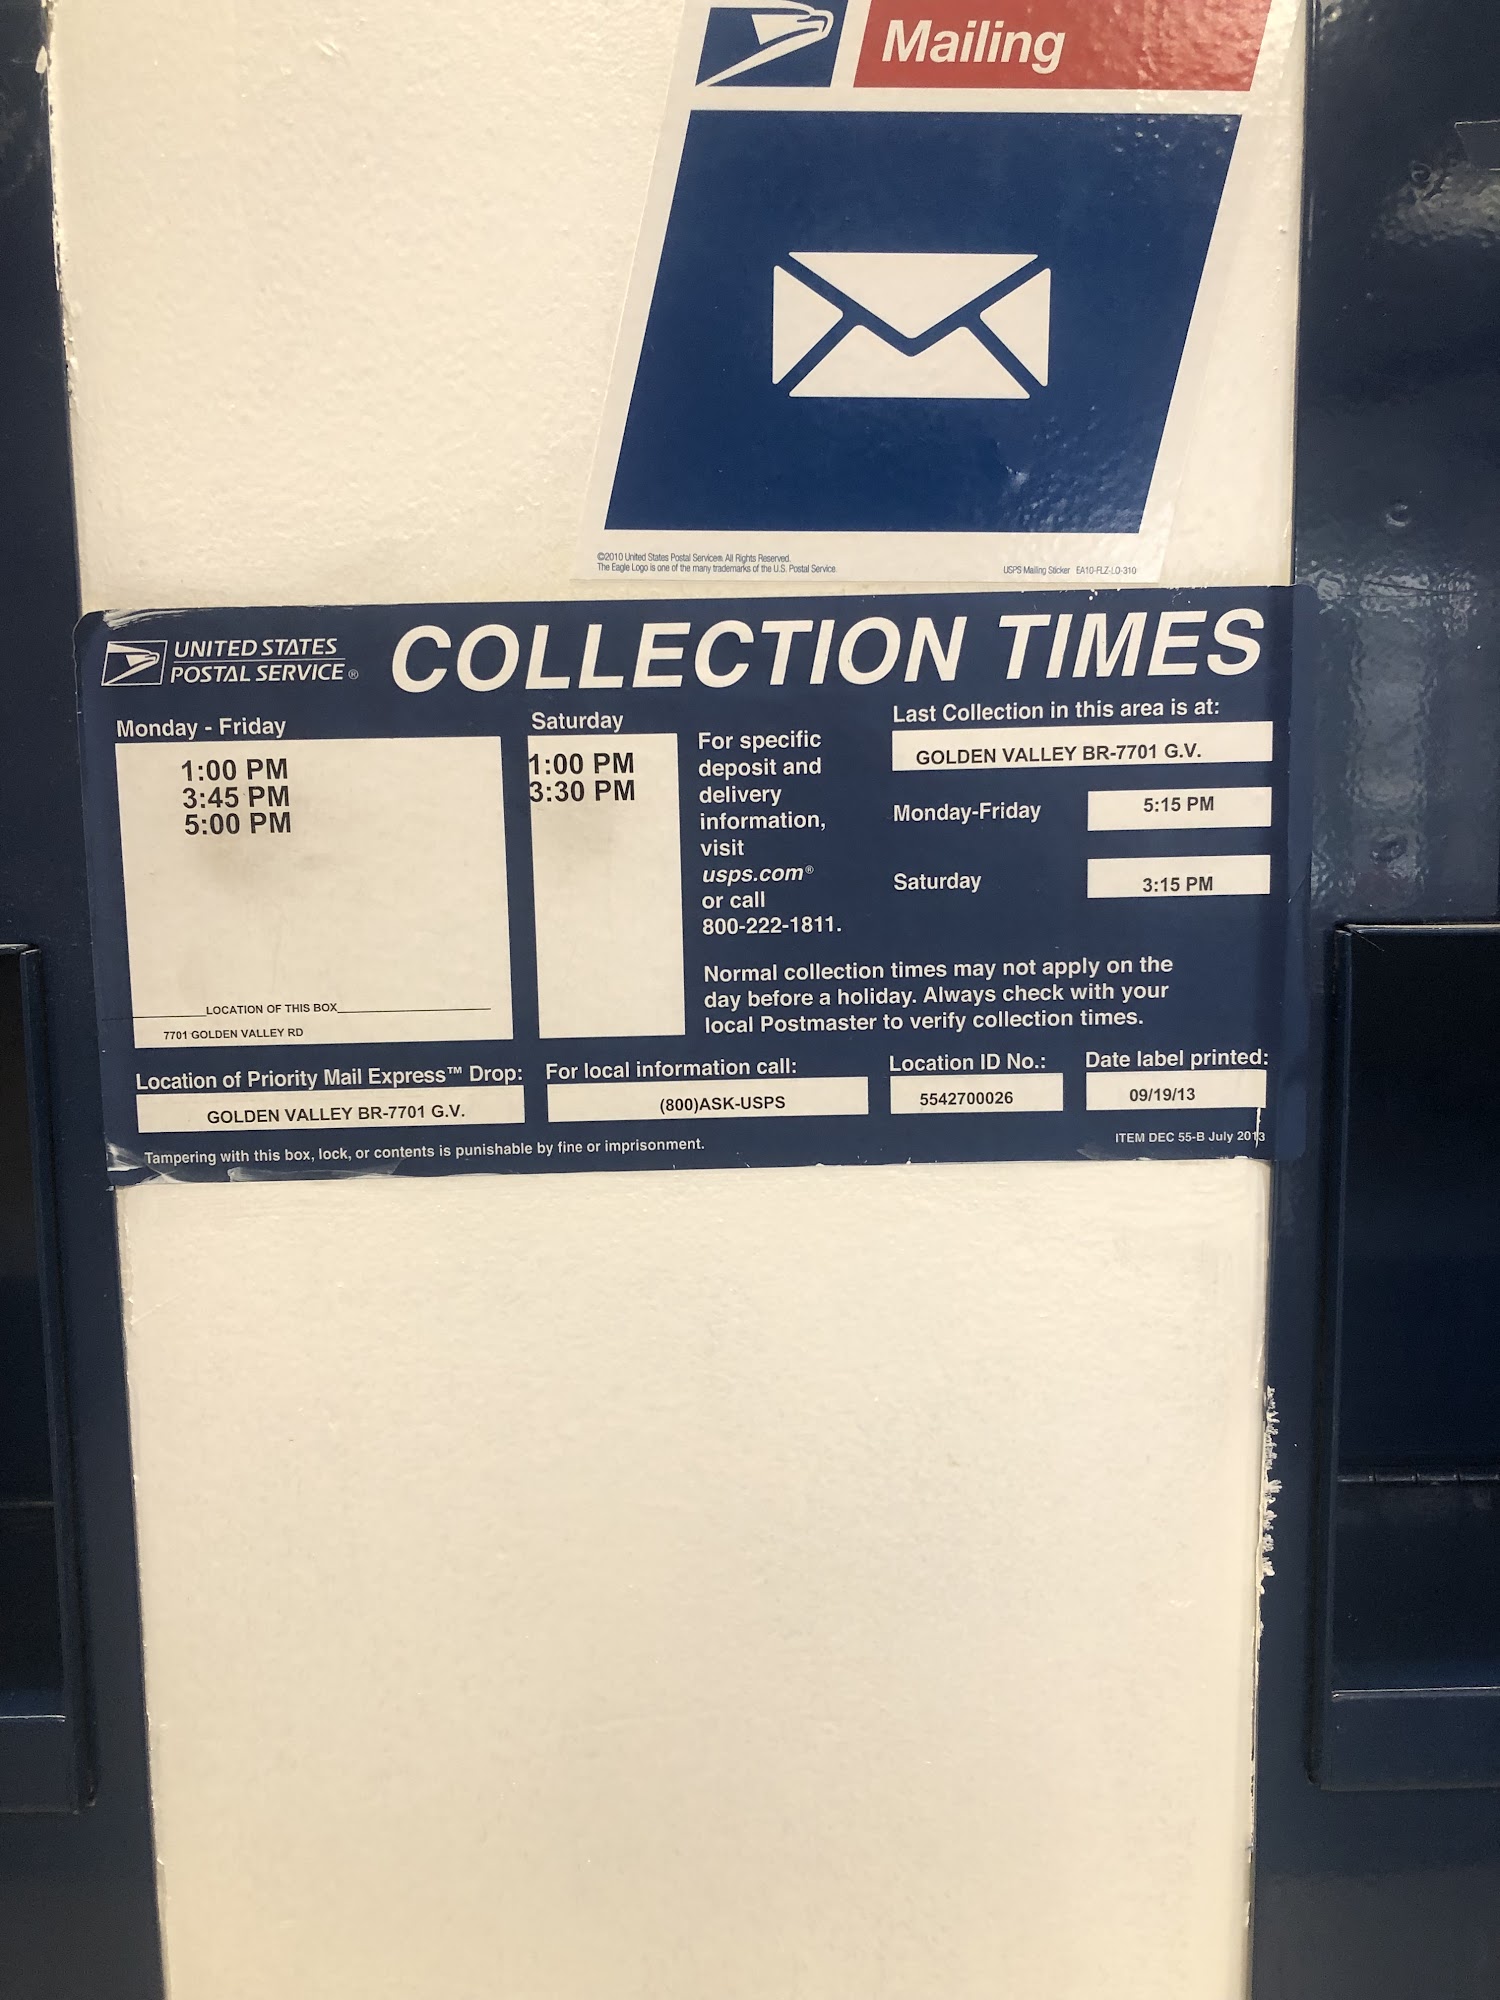 Mailing
©2010 United States Postal Service® All Rights Reserved.
The Eagle Logo is one of the many trademarks of the U.S. Postal Service.
USPS Mailing Sticker EA10-FLZ-LO-310
UNITED STATES
POSTAL SERVICE®
COLLECTION TIMES
Monday - Friday
1:00 PM
3:45 PM
5:00 PM
LOCATION OF THIS BOX
7701 GOLDEN VALLEY RD
Saturday
1:00 PM
3:30 PM
For specific
deposit and
delivery
information,
visit
usps.com®
or call
800-222-1811.
Last Collection in this area is at:
GOLDEN VALLEY BR-7701 G.V.
Monday-Friday
5:15 PM
Saturday
3:15 PM
Normal collection times may not apply on the
day before a holiday. Always check with your
local Postmaster to verify collection times.
Location of Priority Mail Express™ Drop:
GOLDEN VALLEY BR-7701 G.V.
For local information call:
(800)ASK-USPS
Location ID No.:
5542700026
Date label printed:
09/19/13
Tampering with this box, lock, or contents is punishable by fine or imprisonment.
ITEM DEC 55-B July 2013